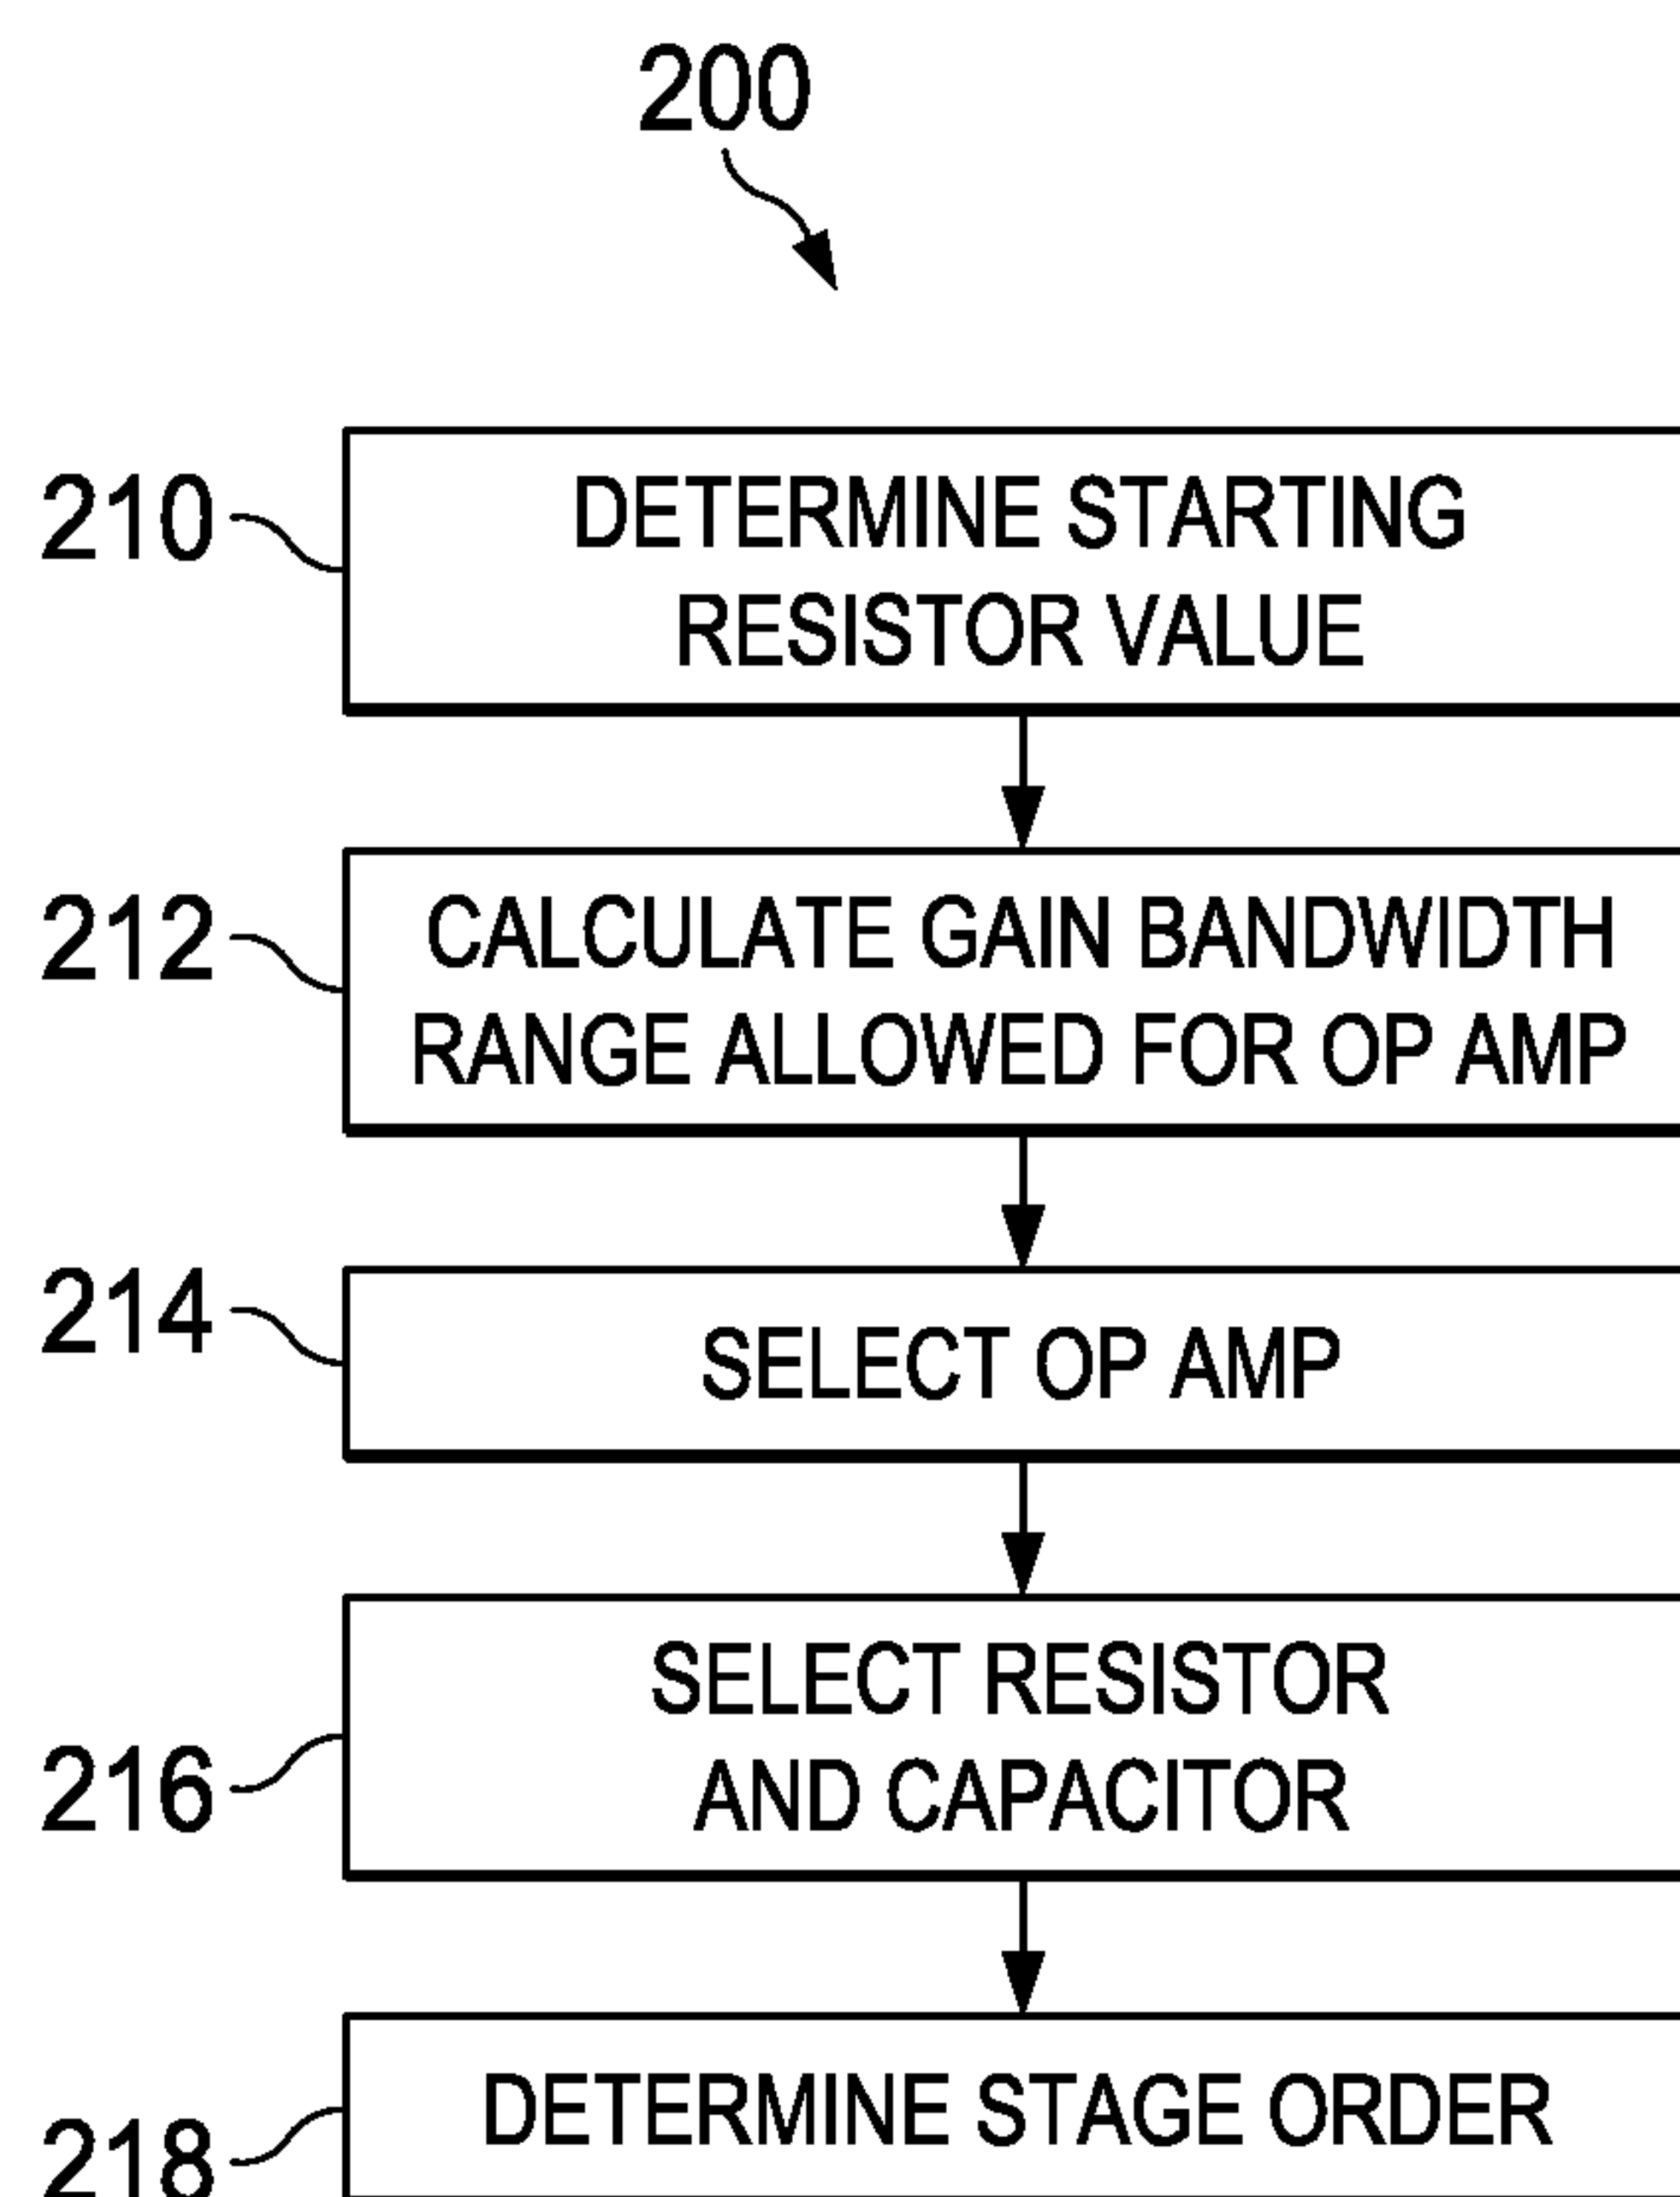 200
210
DETERMINE STARTING
RESISTOR VALUE
212
CALCULATE GAIN BANDWIDTH
RANGE ALLOWED FOR OP AMP
214
SELECT OP AMP
216
SELECT RESISTOR
AND CAPACITOR
218
DETERMINE STAGE ORDER